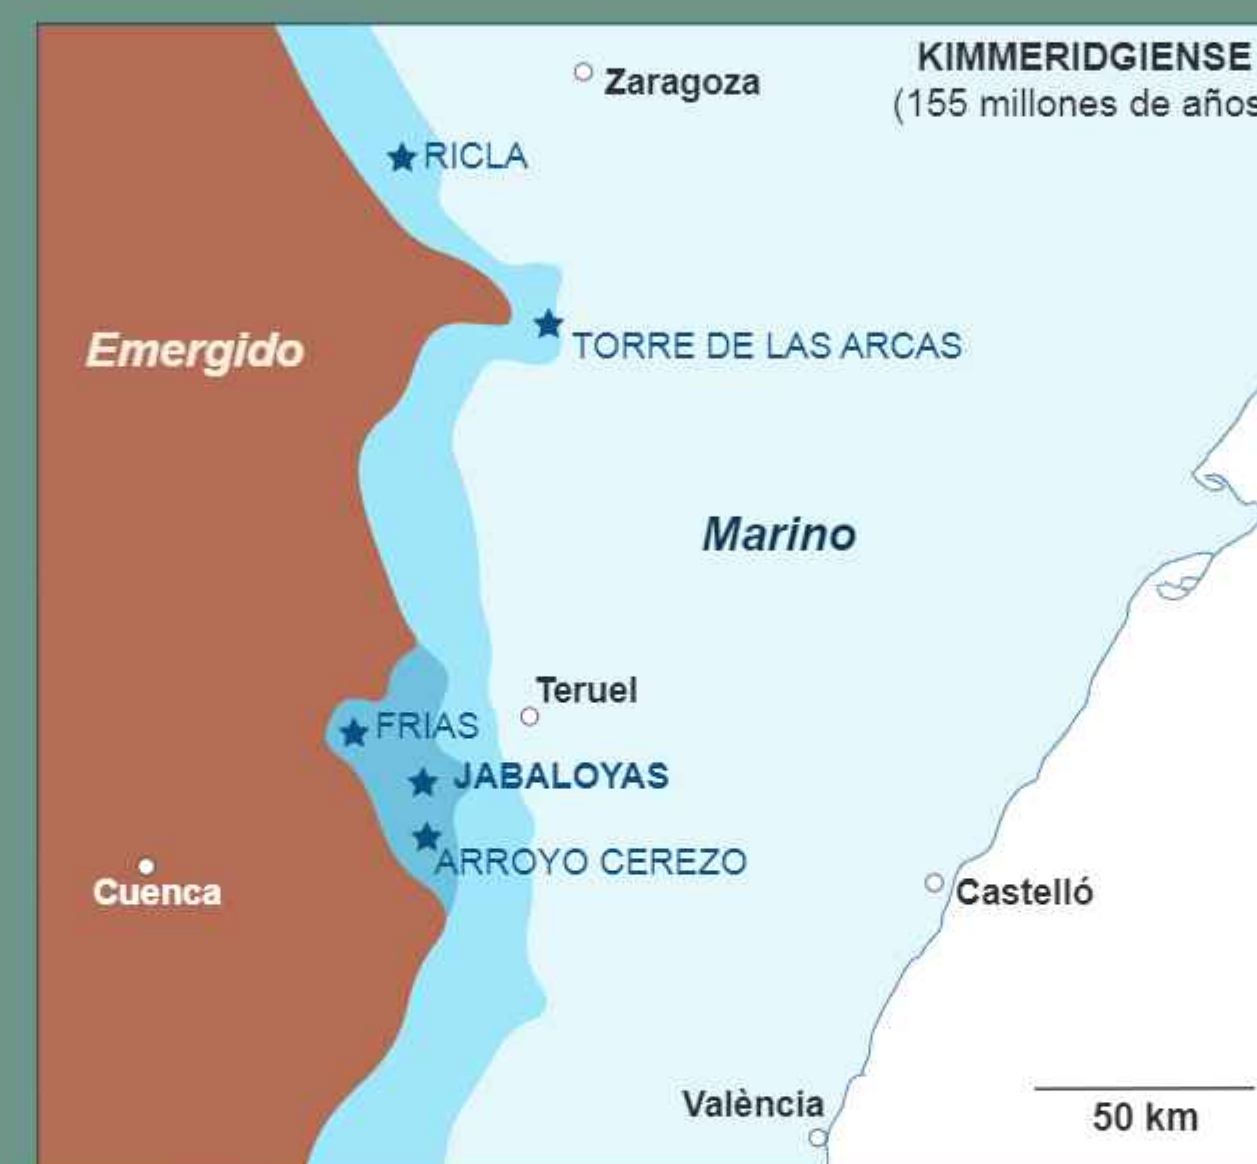 KIMMERIDGIENSE
(155 millones de años
Zaragoza
RICLA
Emergido
TORRE DE LAS ARCAS
Marino
Teruel
FRIAS
JABALOYAS
ARROYO CEREZO
Cuenca
Castelló
València
50 km